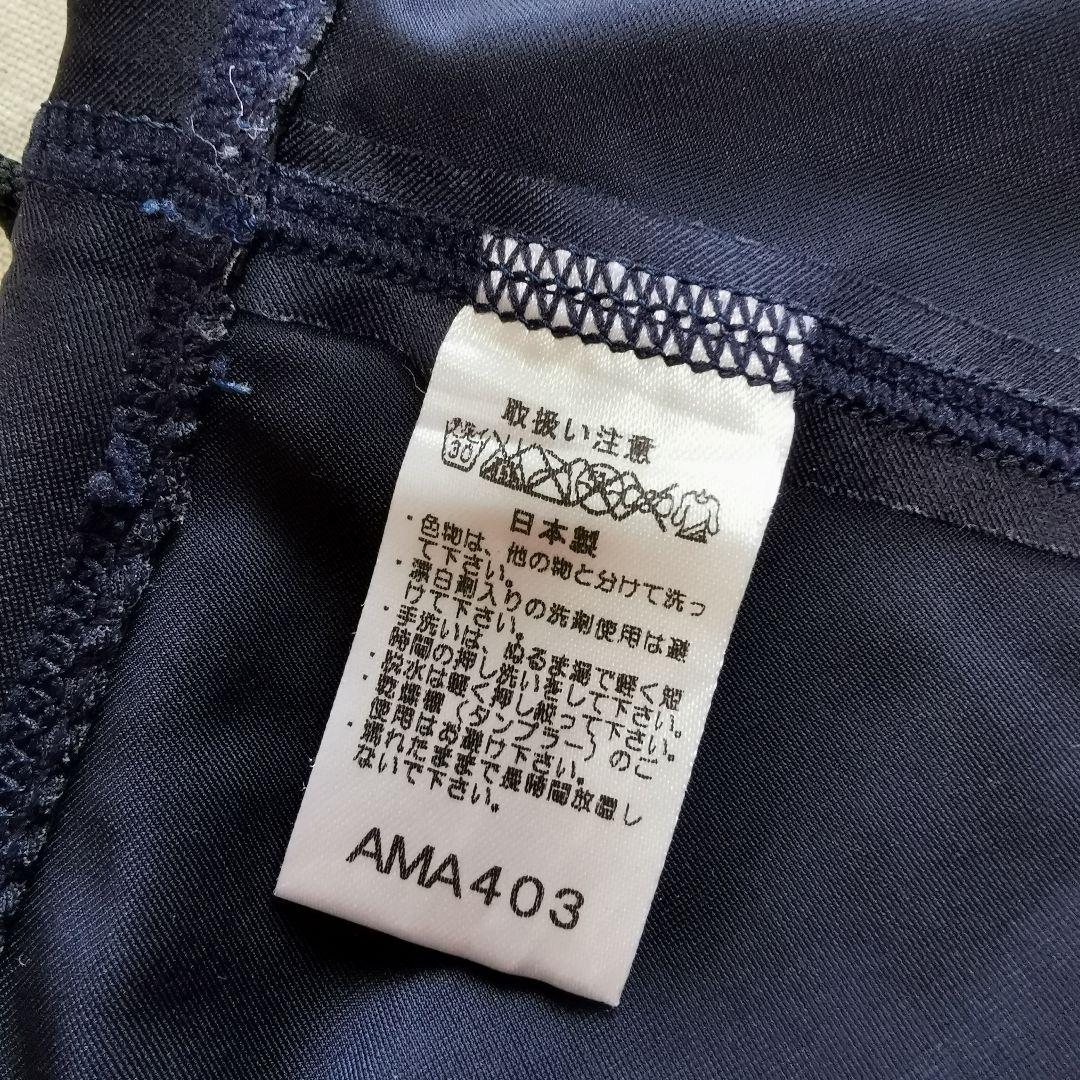 取扱い注意
手洗イ 30
日本製
・色物は、他の物と分けて洗っ
て下さい。
・漂白剤入りの洗剤使用は避
けて下さい。
・手洗いは、ぬるま湯で軽く短
時間の押し洗いをして下さい。
・脱水は軽く押し絞って下さい。
・乾燥機（タンブラー）のご
使用はお避け下さい。
・濡れたままで長時間放置し
ないで下さい。
AMA403